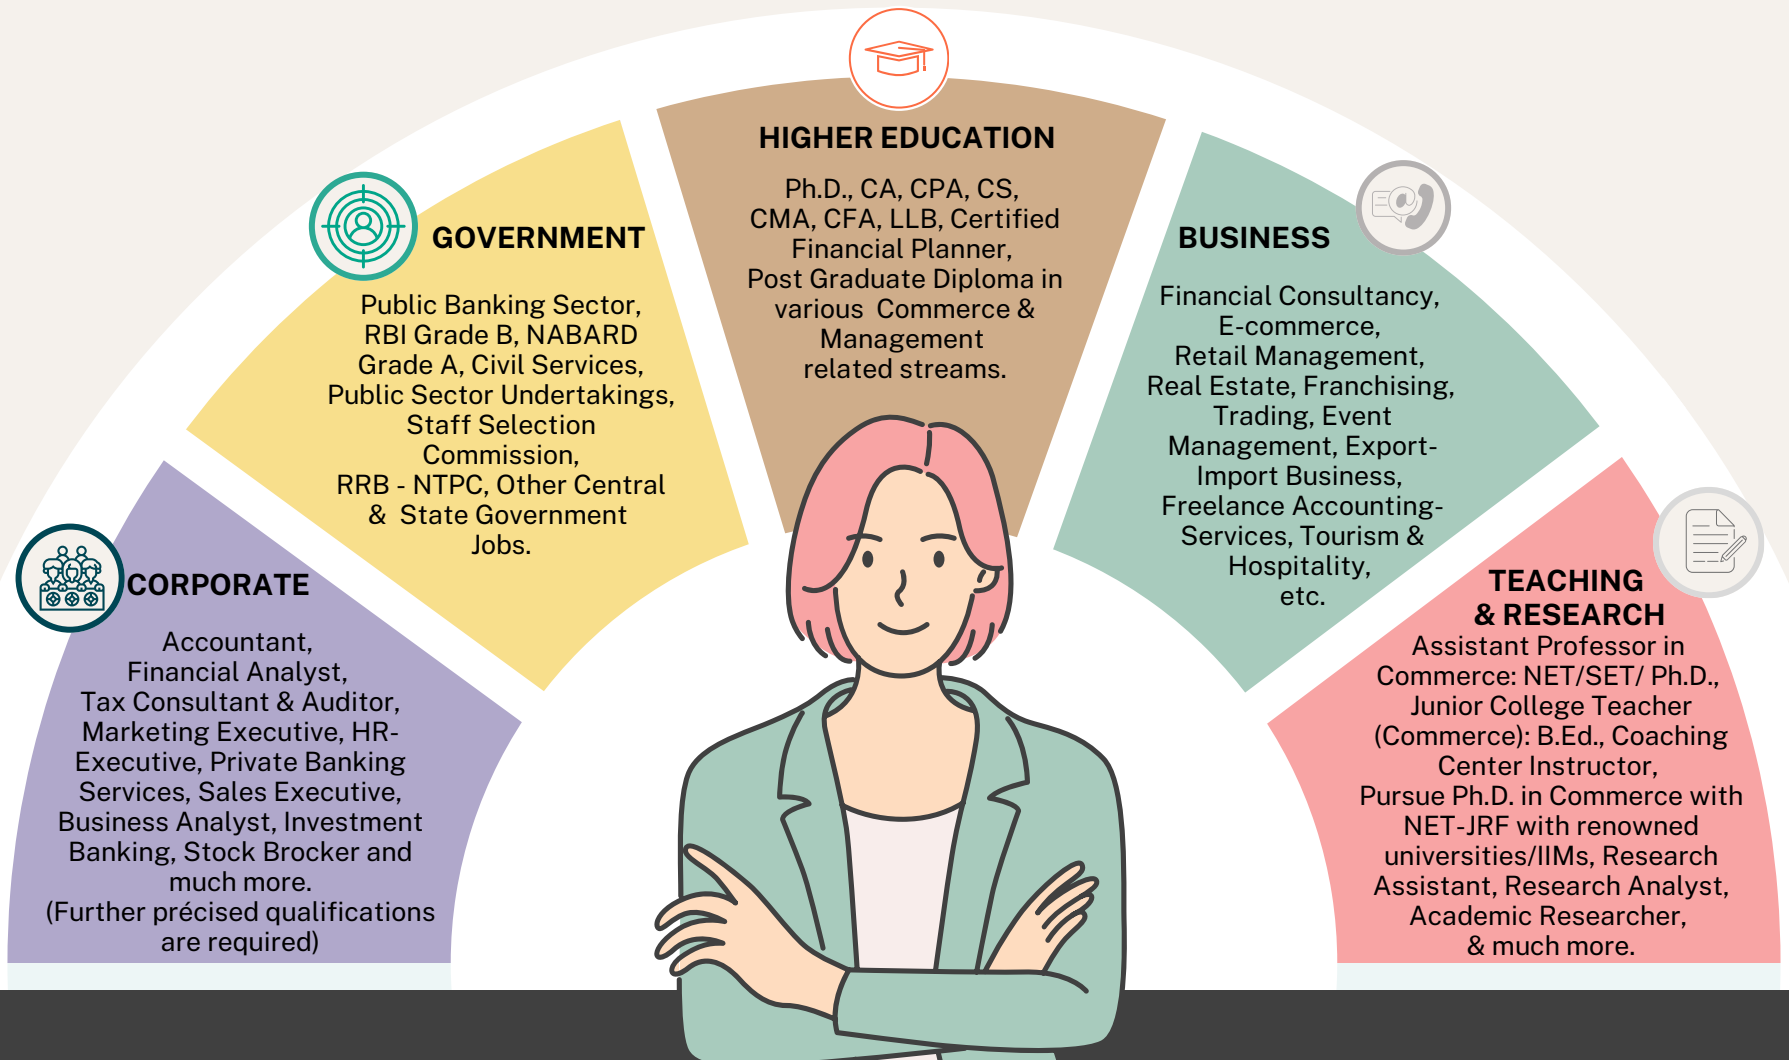 HIGHER EDUCATION
Ph.D., CA, CPA, CS,
CMA, CFA, LLB, Certified
Financial Planner,
Post Graduate Diploma in
various Commerce &
Management
related streams.
GOVERNMENT
Public Banking Sector,
RBI Grade B, NABARD
Grade A, Civil Services,
Public Sector Undertakings,
Staff Selection
Commission,
RRB - NTPC, Other Central
& State Government
Jobs.
BUSINESS
Financial Consultancy,
E-commerce,
Retail Management,
Real Estate, Franchising,
Trading, Event
Management, Export-
Import Business,
Freelance Accounting-
Services, Tourism &
Hospitality,
etc.
CORPORATE
Accountant,
Financial Analyst,
Tax Consultant & Auditor,
Marketing Executive, HR-
Executive, Private Banking
Services, Sales Executive,
Business Analyst, Investment
Banking, Stock Brocker and
much more.
(Further précised qualifications
are required)
TEACHING
& RESEARCH
Assistant Professor in
Commerce: NET/SET/ Ph.D.,
Junior College Teacher
(Commerce): B.Ed., Coaching
Center Instructor,
Pursue Ph.D. in Commerce with
NET-JRF with renowned
universities/IIMs, Research
Assistant, Research Analyst,
Academic Researcher,
& much more.